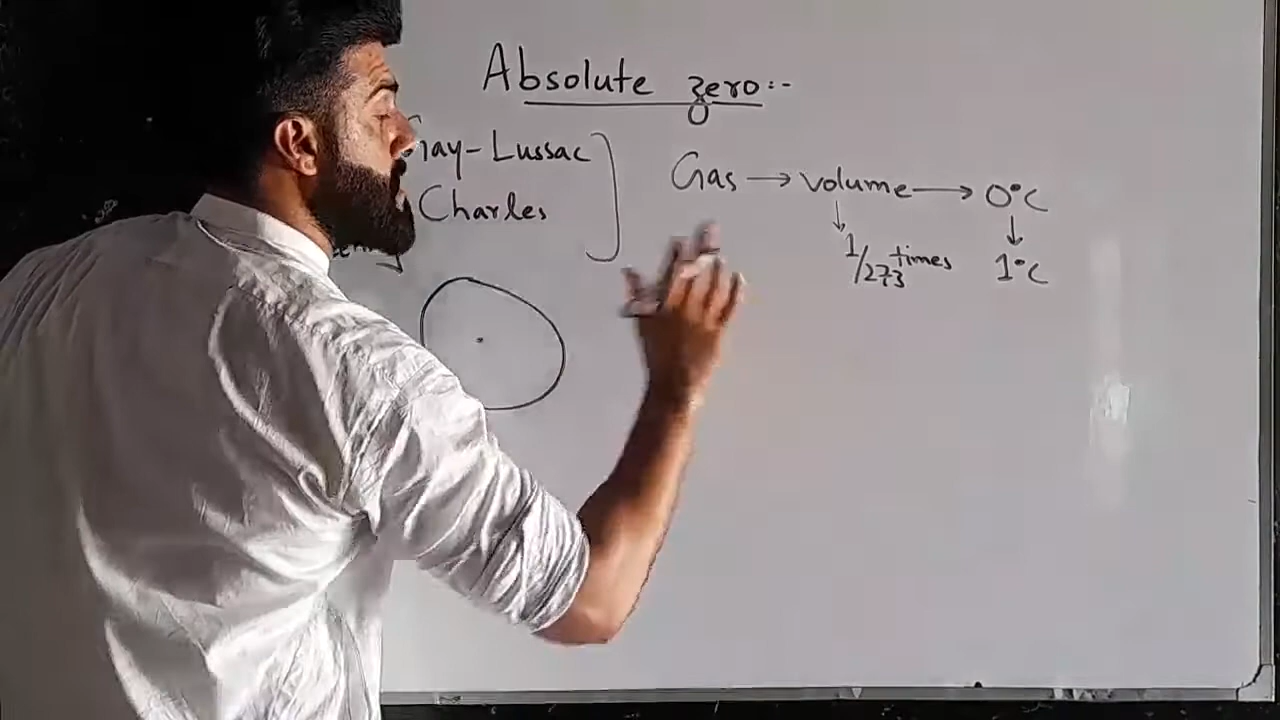 Absolute zero:-
Gay-Lussac
Charles
Gas → volume → 0°C
↓ ↓
1/273 times 1°C